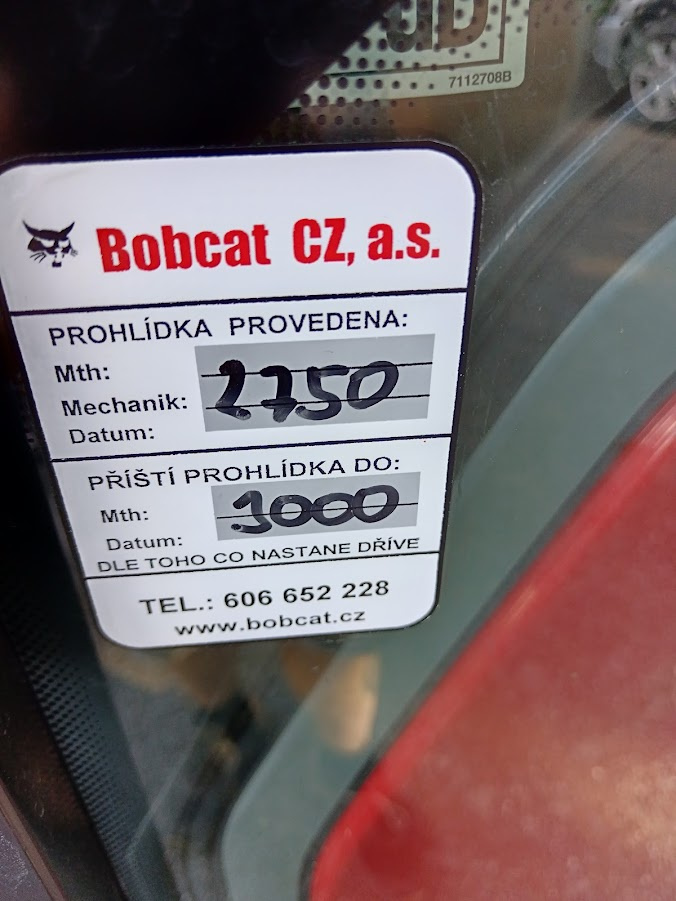 7112708B
Bobcat CZ, a.s.
PROHLÍDKA PROVEDENA:
Mth: 2750
Mechanik:
Datum:
PŘÍŠTÍ PROHLÍDKA DO:
Mth: 3000
Datum:
DLE TOHO CO NASTANE DŘÍVE
TEL.: 606 652 228
www.bobcat.cz